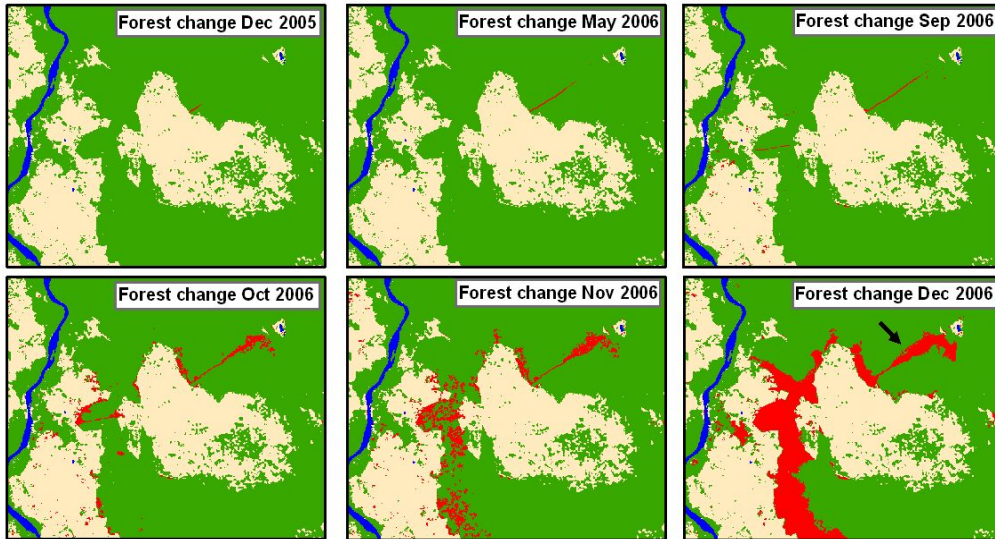 Forest change Dec 2005
Forest change May 2006
Forest change Sep 2006
Forest change Oct 2006
Forest change Nov 2006
Forest change Dec 2006